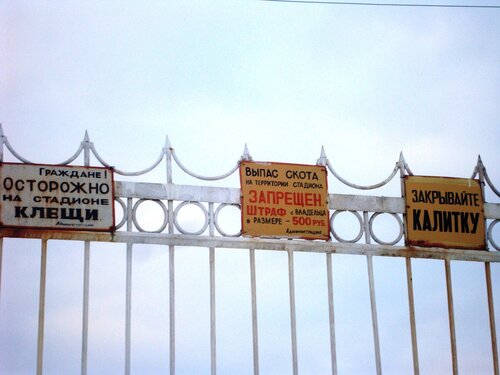 Граждане!
Осторожно
на стадионе
клещи.
Администрация
Выпас скота
на территории стадиона
запрещен.
Штраф с владельца
в размере - 500 руб
Администрация
Закрывайте
калитку